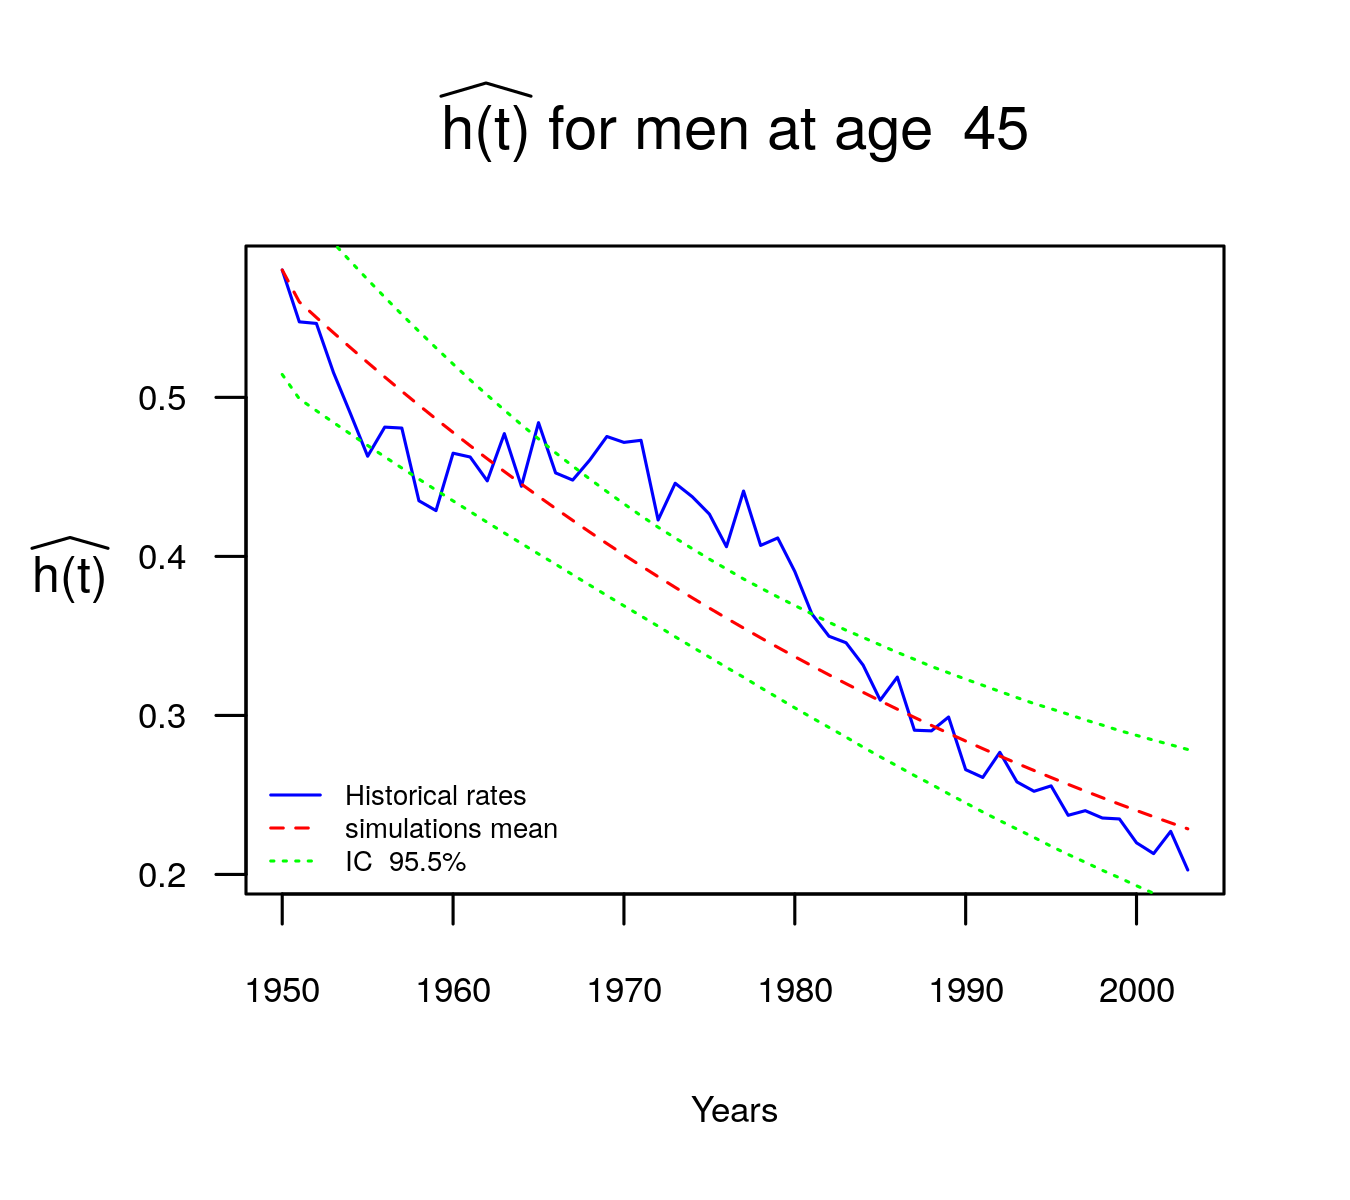 h(t) for men at age 45
h(t)
0.5
0.4
0.3
0.2
Historical rates
simulations mean
IC 95.5%
1950 1960 1970 1980 1990 2000
Years